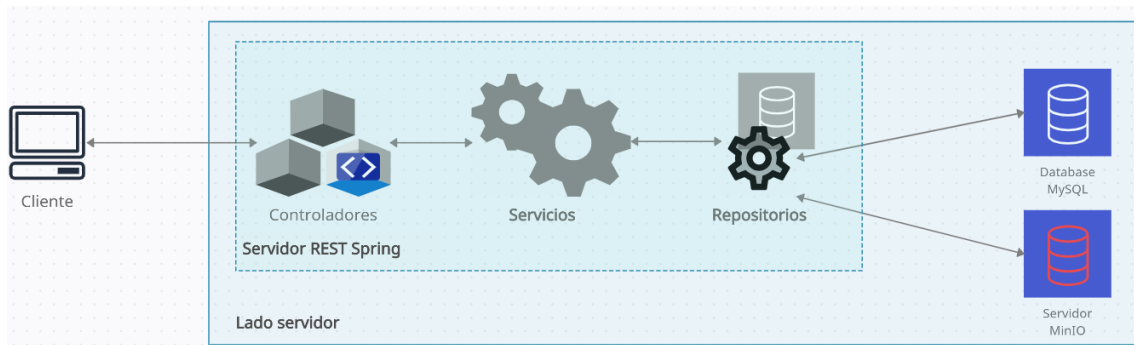 Cliente
Controladores
Servicios
Repositorios
Servidor REST Spring
Lado servidor
Database
MySQL
Servidor
MinIO